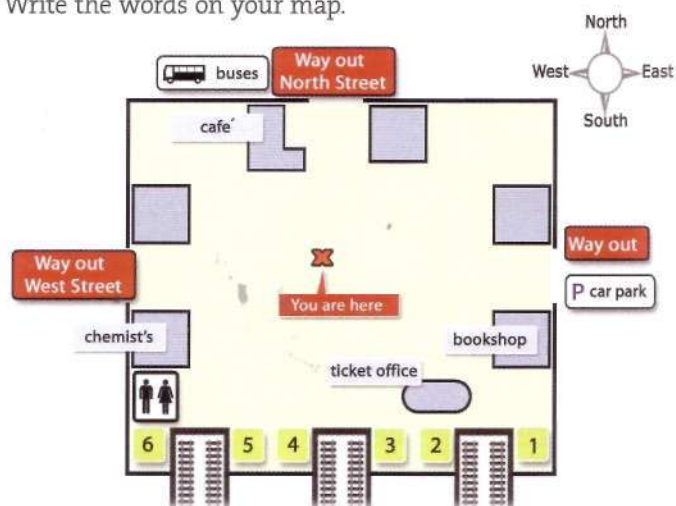 Write the words on your map.
North
West
East
South
buses
Way out
North Street
café
Way out
West Street
Way out
P car park
You are here
chemist's
bookshop
ticket office
6
5
4
3
2
1